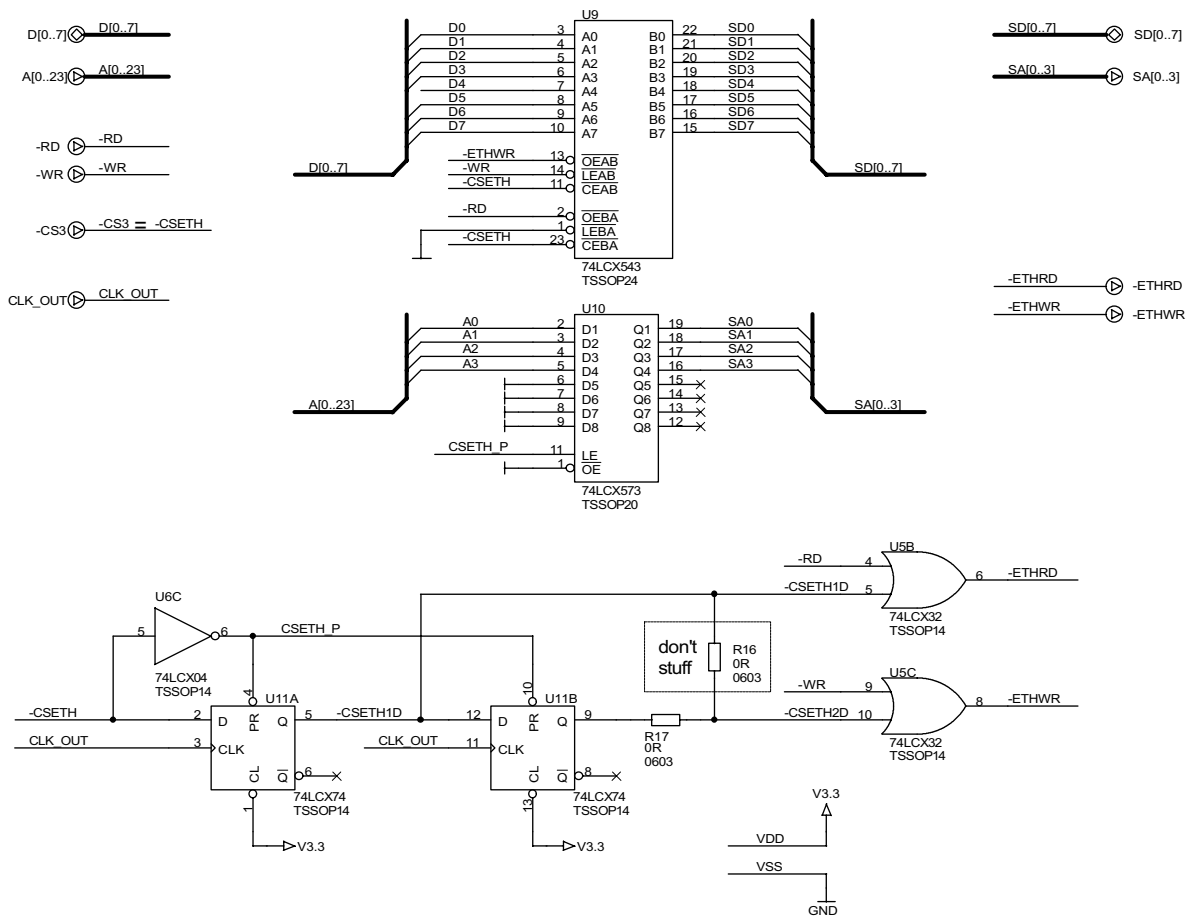 D[0..7] D[0..7]
A[0..23] A[0..23]
-RD -RD
-WR -WR
-CS3 -CS3 = -CSETH
CLK_OUT CLK_OUT
U9
D0 3 A0 B0 22 SD0
D1 4 A1 B1 21 SD1
D2 5 A2 B2 20 SD2
D3 6 A3 B3 19 SD3
D4 7 A4 B4 18 SD4
D5 8 A5 B5 17 SD5
D6 9 A6 B6 16 SD6
D7 10 A7 B7 15 SD7
-ETHWR 13 OEAB
-WR 14 LEAB
-CSETH 11 CEAB
-RD 2 OEBA
1 LEBA
-CSETH 23 CEBA
74LCX543
TSSOP24
D[0..7]
SD[0..7]
SD[0..7] SD[0..7]
SA[0..3] SA[0..3]
-ETHRD -ETHRD
-ETHWR -ETHWR
U10
A0 2 D1 Q1 19 SA0
A1 3 D2 Q2 18 SA1
A2 4 D3 Q3 17 SA2
A3 5 D4 Q4 16 SA3
6 D5 Q5 15
7 D6 Q6 14
8 D7 Q7 13
9 D8 Q8 12
CSETH_P 11 LE
1 OE
74LCX573
TSSOP20
A[0..23]
SA[0..3]
U6C
5 6 CSETH_P
74LCX04
TSSOP14
U11A
4
-CSETH 2 D PR Q 5 -CSETH1D
CLK_OUT 3 CLK
CL Q 6
1
74LCX74
TSSOP14
V3.3
U11B
10
12 D PR Q 9
CLK_OUT 11 CLK
CL Q 8
13
74LCX74
TSSOP14
V3.3
don't
stuff
R16
0R
0603
R17
0R
0603
U5B
-RD 4
-CSETH1D 5
6 -ETHRD
74LCX32
TSSOP14
U5C
-WR 9
-CSETH2D 10
8 -ETHWR
74LCX32
TSSOP14
V3.3
VDD
VSS
GND